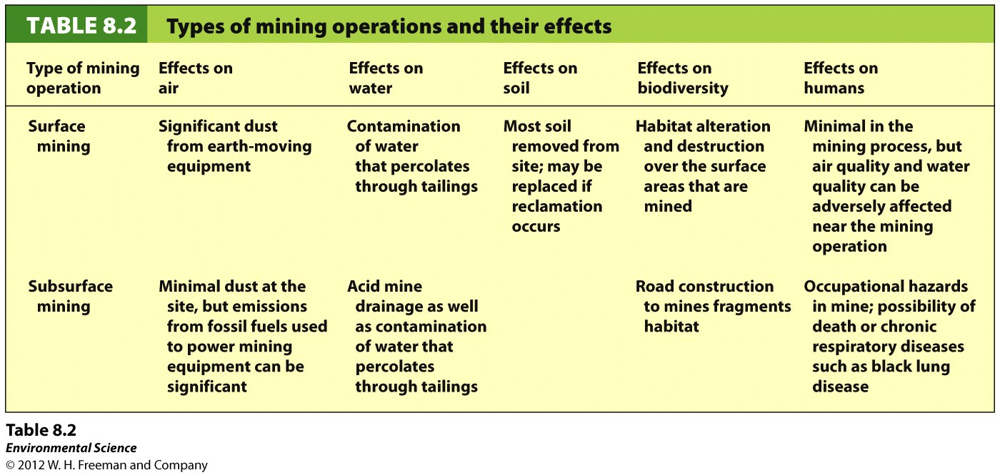 TABLE 8.2 Types of mining operations and their effects
Type of mining operation
Effects on air
Effects on water
Effects on soil
Effects on biodiversity
Effects on humans
Surface
mining
Significant dust
from earth-moving
equipment
Contamination
of water
that percolates
through tailings
Most soil
removed from
site; may be
replaced if
reclamation
occurs
Habitat alteration
and destruction
over the surface
areas that are
mined
Minimal in the
mining process, but
air quality and water
quality can be
adversely affected
near the mining
operation
Subsurface
mining
Minimal dust at the
site, but emissions
from fossil fuels used
to power mining
equipment can be
significant
Acid mine
drainage as well
as contamination
of water that
percolates
through tailings
Road construction
to mines fragments
habitat
Occupational hazards
in mine; possibility of
death or chronic
respiratory diseases
such as black lung
disease
Table 8.2
Environmental Science
© 2012 W. H. Freeman and Company